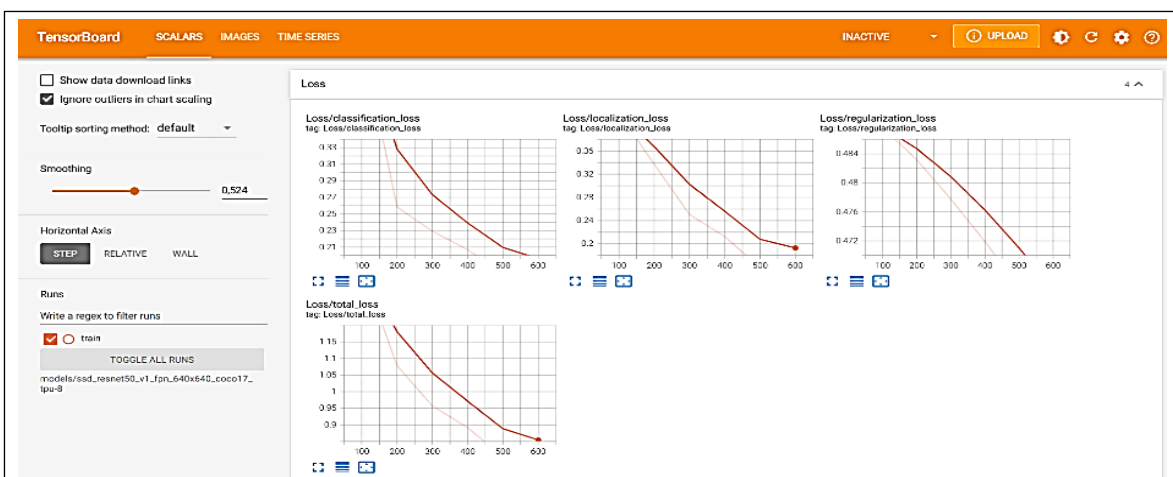 TensorBoard SCALARS IMAGES TIME SERIES INACTIVE UPLOAD
Show data download links
Ignore outliers in chart scaling
Tooltip sorting method: default
Smoothing
0,524
Horizontal Axis
STEP RELATIVE WALL
Runs
Write a regex to filter runs
train
TOGGLE ALL RUNS
models/ssd_resnet50_v1_fpn_640x640_coco17_
tpu-8
Loss 4
Loss/classification_loss
tag: Loss/classification_loss
0.33
0.31
0.29
0.27
0.25
0.23
0.21
100 200 300 400 500 600
Loss/localization_loss
tag: Loss/localization_loss
0.35
0.32
0.28
0.24
0.2
100 200 300 400 500 600
Loss/regularization_loss
tag: Loss/regularization_loss
0.484
0.48
0.476
0.472
100 200 300 400 500 600
Loss/total_loss
tag: Loss/total_loss
1.15
1.1
1.05
1
0.95
0.9
100 200 300 400 500 600